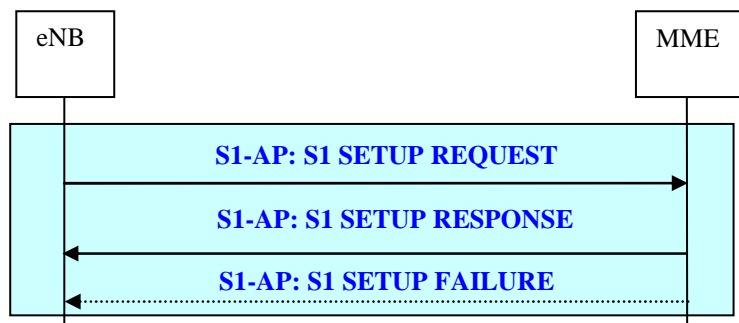 eNB
MME
S1-AP: S1 SETUP REQUEST
S1-AP: S1 SETUP RESPONSE
S1-AP: S1 SETUP FAILURE